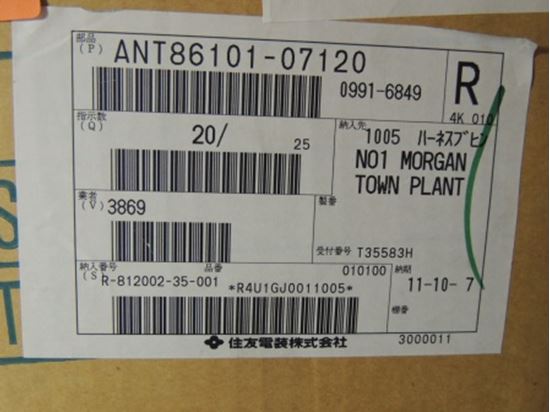 部品
(P) ANT86101-07120
0991-6849
R
4K 010
指示数
(Q) 20/ 25
納入先 1005 ハーネスブヒン
NO1 MORGAN
TOWN PLANT
業者
(V) 3869
製番
受付番号 T35583H
納入番号 品番 010100
(S R-812002-35-001 *R4U1GJ0011005*
納期
11-10- 7
棚番
住友電装株式会社
3000011